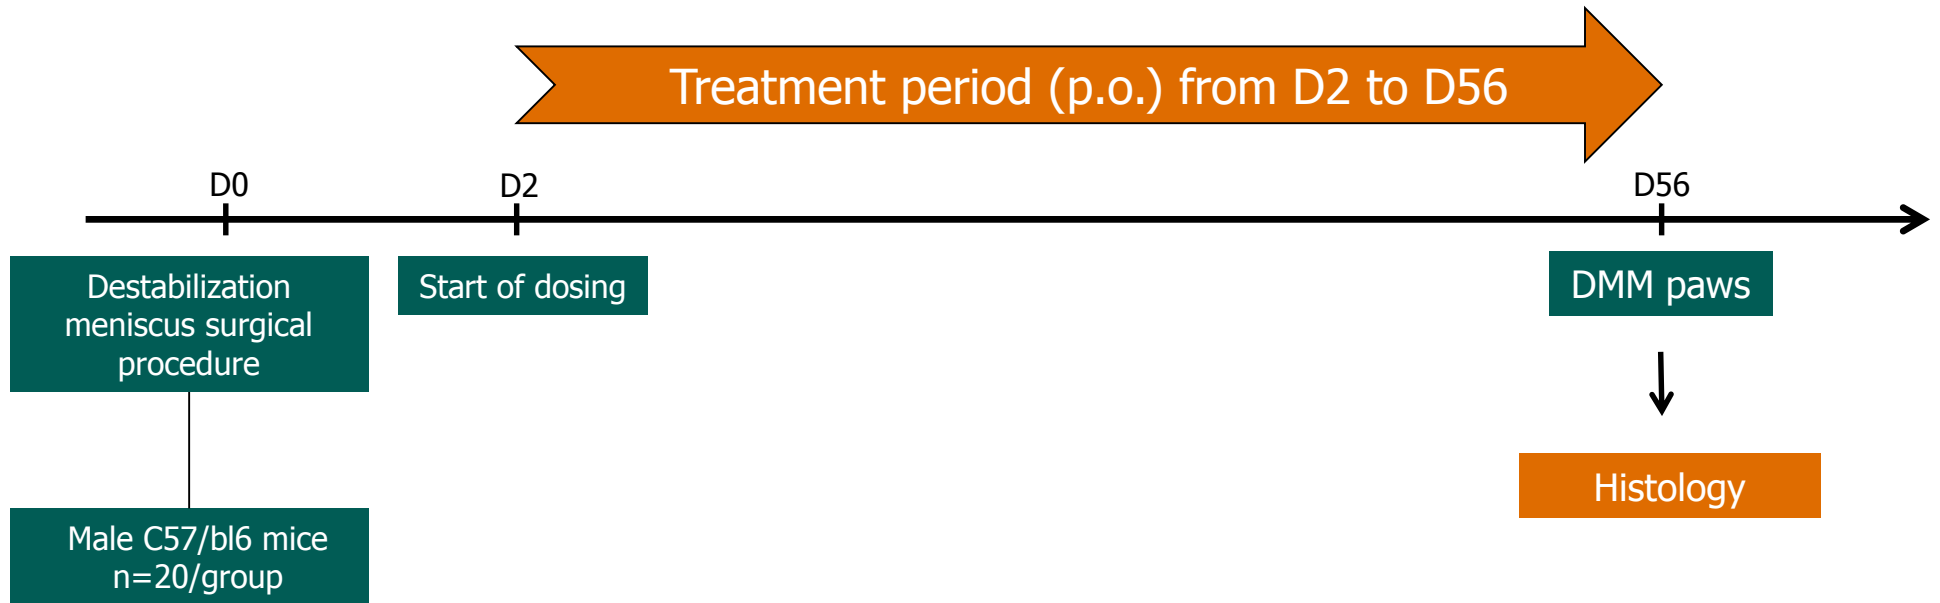 Treatment period (p.o.) from D2 to D56
D0
D2
D56
Destabilization
meniscus surgical
procedure
Start of dosing
DMM paws
Histology
Male C57/bl6 mice
n=20/group